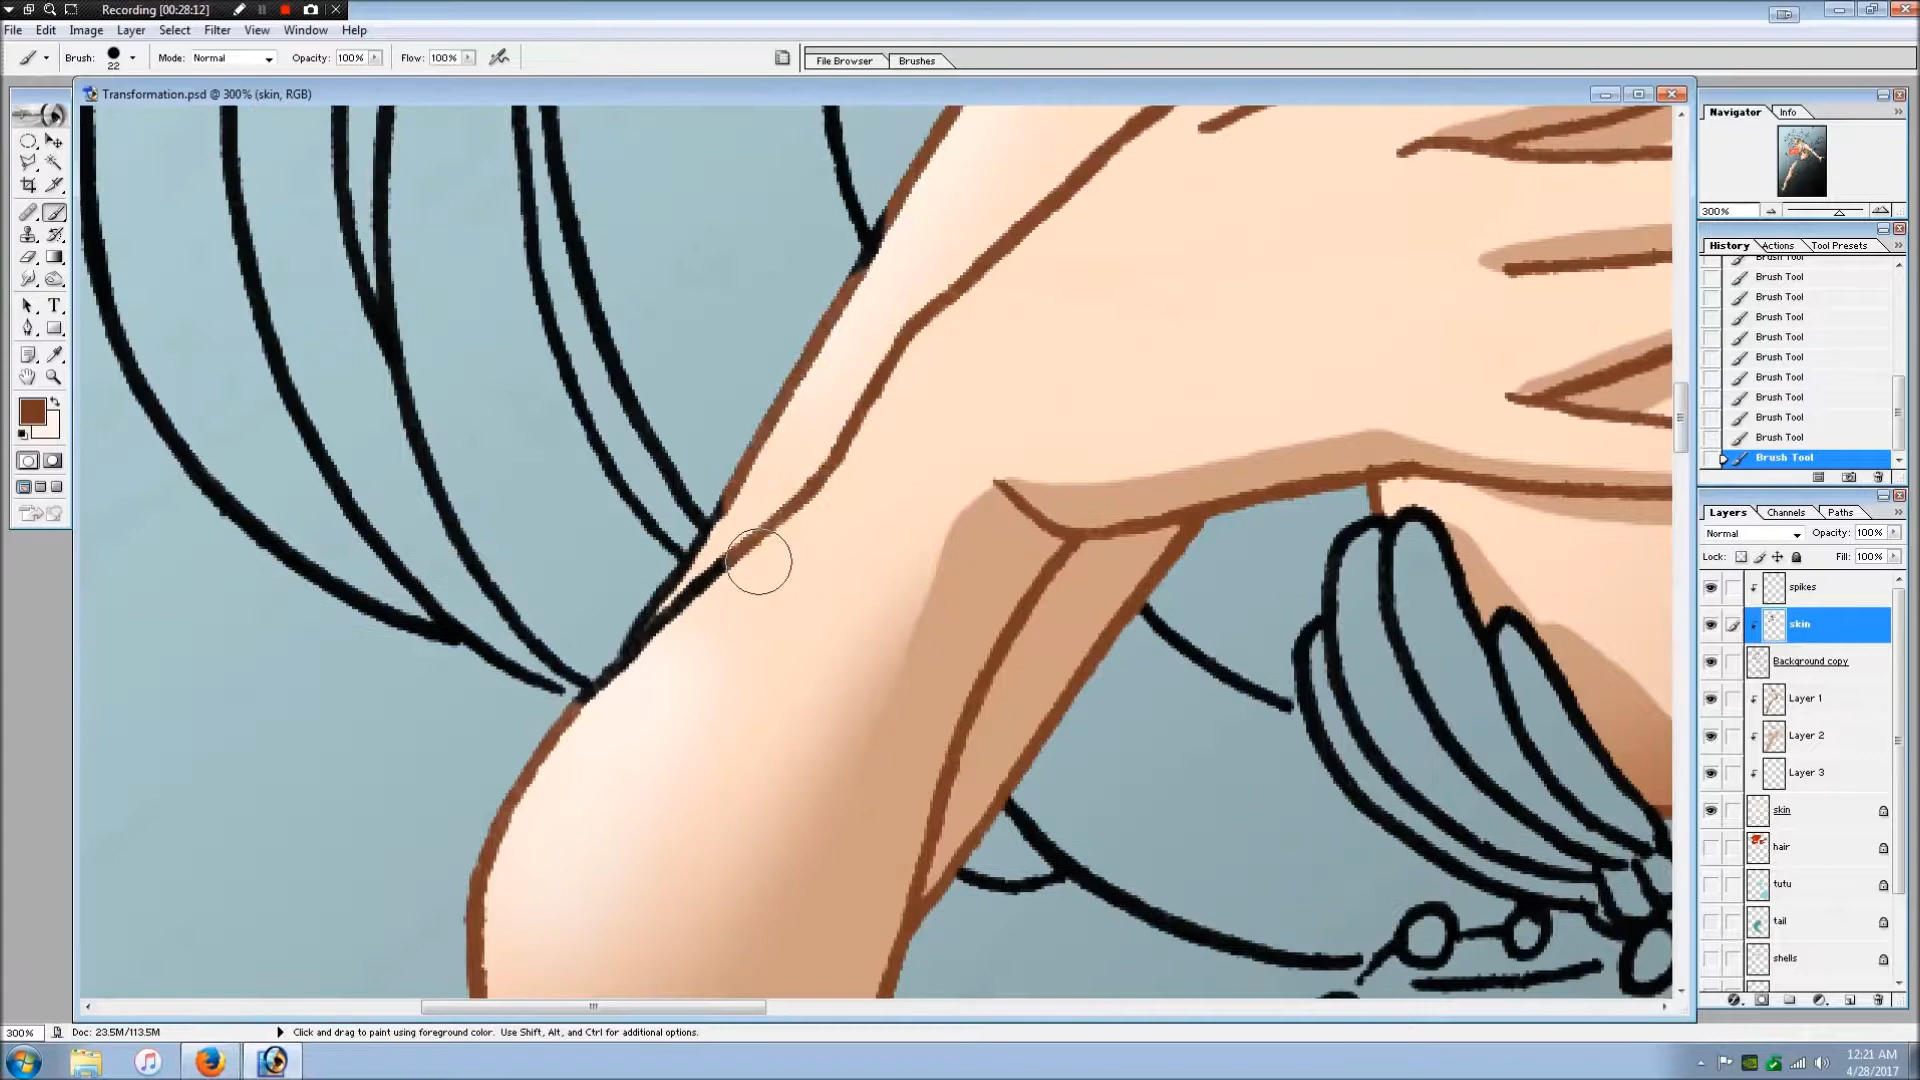 Recording [00:28:12]
File Edit Image Layer Select Filter View Window Help
Brush: 22 Mode: Normal Opacity: 100% Flow: 100% File Browser Brushes
Transformation.psd @ 300% (skin, RGB)
Navigator Info
300%
History Actions Tool Presets
Brush Tool
Brush Tool
Brush Tool
Brush Tool
Brush Tool
Brush Tool
Brush Tool
Brush Tool
Brush Tool
Brush Tool
Brush Tool
Layers Channels Paths
Normal Opacity: 100%
Lock: Fill: 100%
spikes
skin
Background copy
Layer 1
Layer 2
Layer 3
skin
hair
tutu
tail
shells
300% Doc: 23.5M/113.5M Click and drag to paint using foreground color. Use Shift, Alt, and Ctrl for additional options.
12:21 AM
4/28/2017